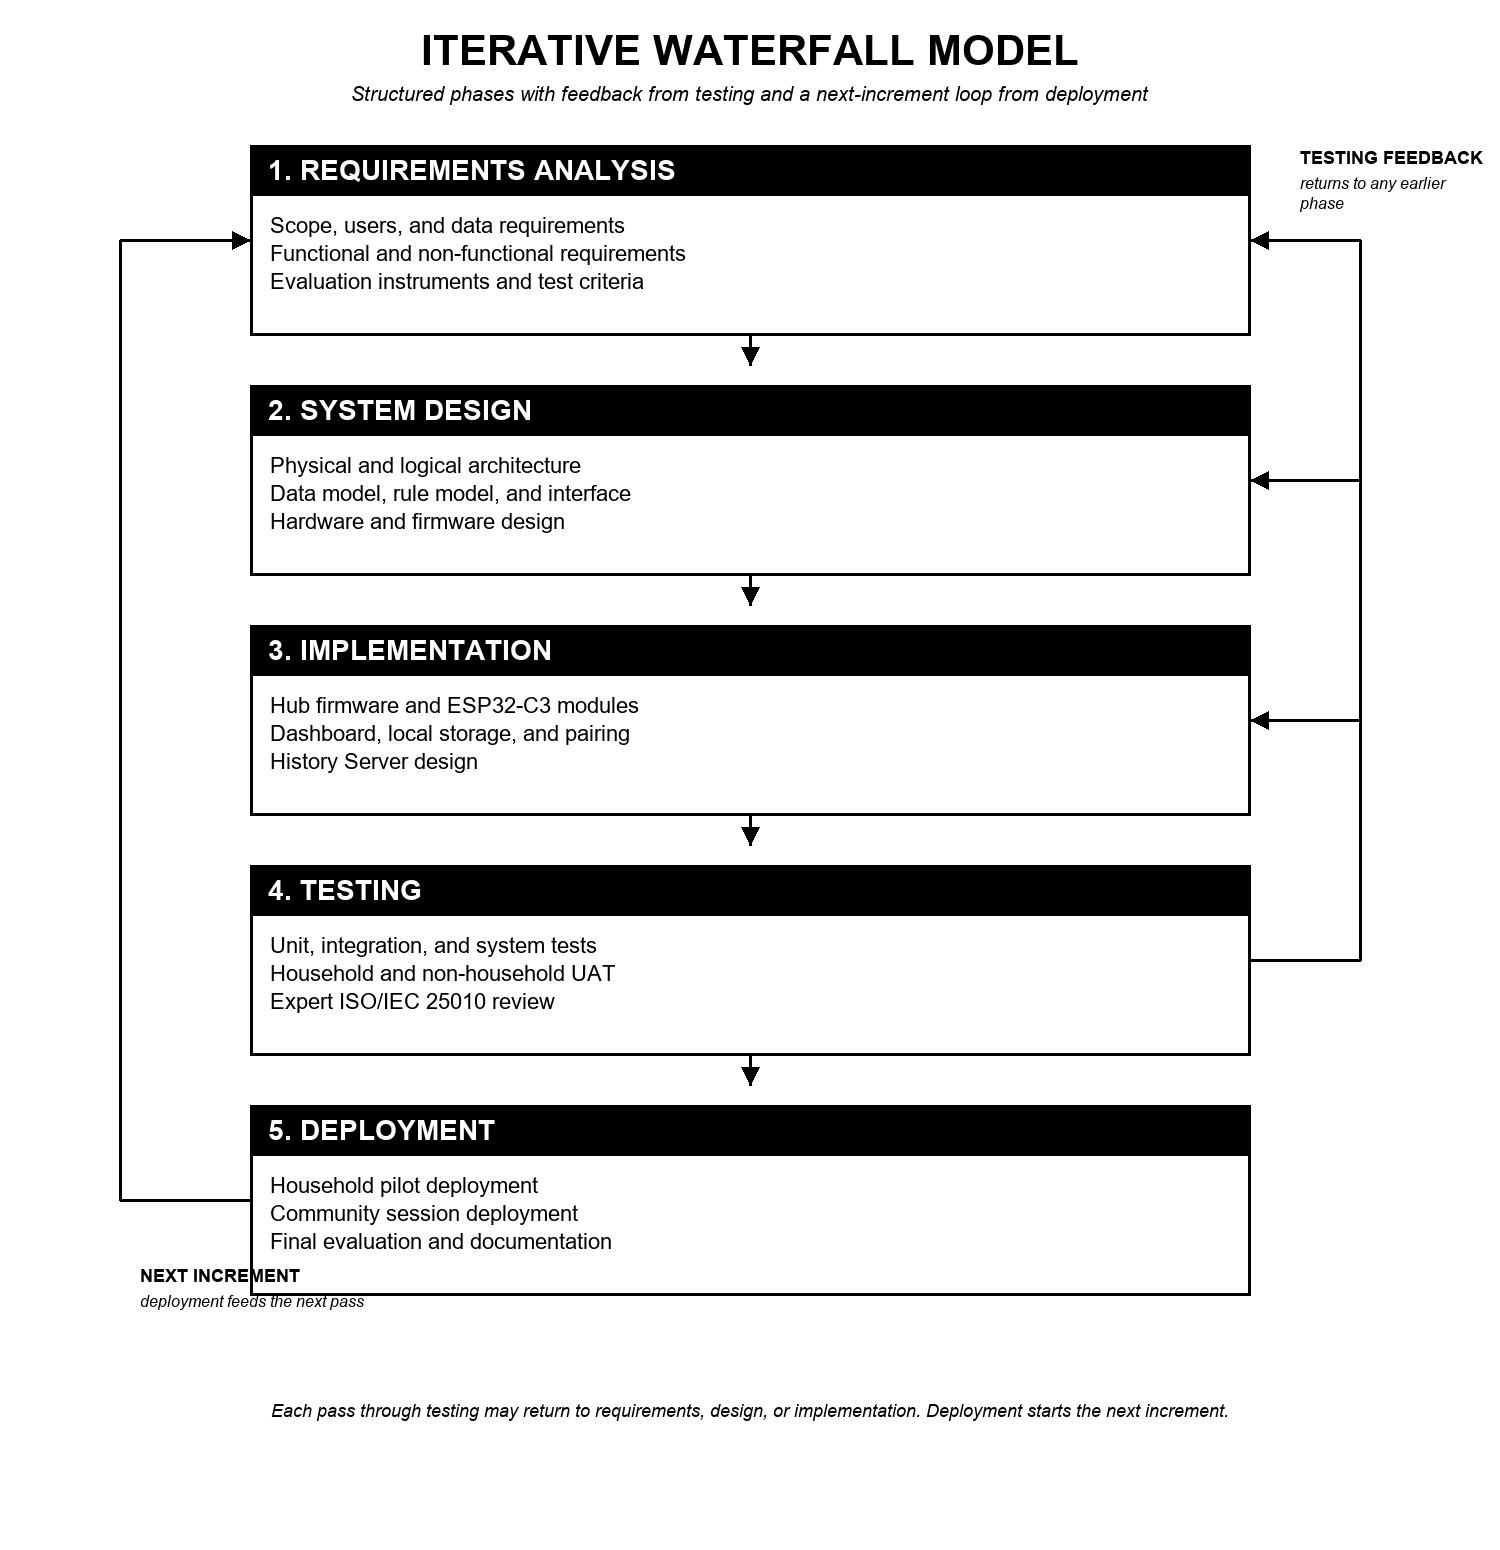 ITERATIVE WATERFALL MODEL
Structured phases with feedback from testing and a next-increment loop from deployment
1. REQUIREMENTS ANALYSIS
Scope, users, and data requirements
Functional and non-functional requirements
Evaluation instruments and test criteria
TESTING FEEDBACK
returns to any earlier
phase
2. SYSTEM DESIGN
Physical and logical architecture
Data model, rule model, and interface
Hardware and firmware design
3. IMPLEMENTATION
Hub firmware and ESP32-C3 modules
Dashboard, local storage, and pairing
History Server design
4. TESTING
Unit, integration, and system tests
Household and non-household UAT
Expert ISO/IEC 25010 review
5. DEPLOYMENT
Household pilot deployment
Community session deployment
Final evaluation and documentation
NEXT INCREMENT
deployment feeds the next pass
Each pass through testing may return to requirements, design, or implementation. Deployment starts the next increment.